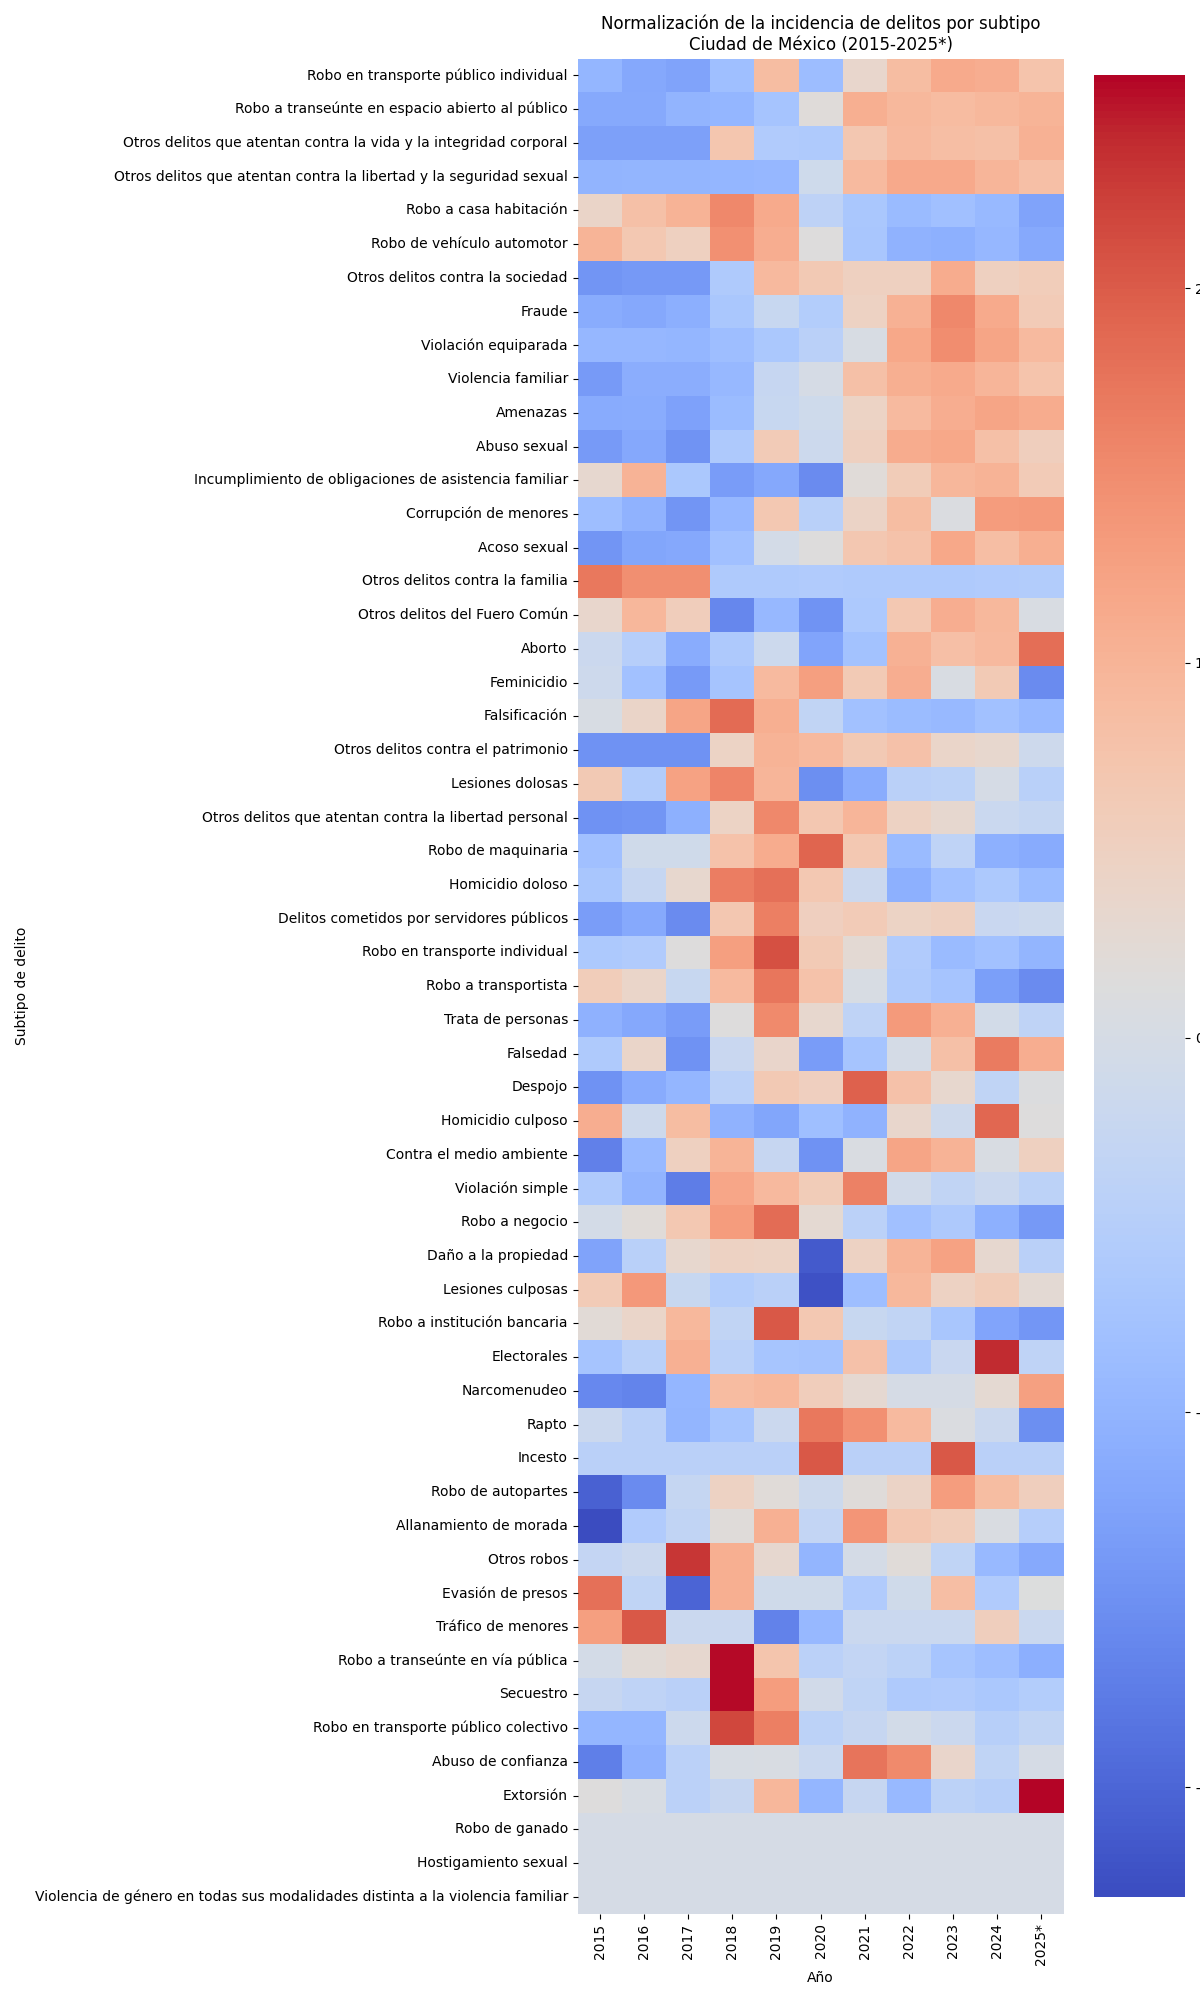 Normalización de la incidencia de delitos por subtipo
Ciudad de México (2015-2025*)
Robo en transporte público individual
Robo a transeúnte en espacio abierto al público
Otros delitos que atentan contra la vida y la integridad corporal
Otros delitos que atentan contra la libertad y la seguridad sexual
Robo a casa habitación
Robo de vehículo automotor
Otros delitos contra la sociedad
Fraude
Violación equiparada
Violencia familiar
Amenazas
Abuso sexual
Incumplimiento de obligaciones de asistencia familiar
Corrupción de menores
Acoso sexual
Otros delitos contra la familia
Otros delitos del Fuero Común
Aborto
Feminicidio
Falsificación
Otros delitos contra el patrimonio
Lesiones dolosas
Otros delitos que atentan contra la libertad personal
Robo de maquinaria
Homicidio doloso
Delitos cometidos por servidores públicos
Robo en transporte individual
Robo a transportista
Trata de personas
Falsedad
Despojo
Homicidio culposo
Contra el medio ambiente
Violación simple
Robo a negocio
Daño a la propiedad
Lesiones culposas
Robo a institución bancaria
Electorales
Narcomenudeo
Rapto
Incesto
Robo de autopartes
Allanamiento de morada
Otros robos
Evasión de presos
Tráfico de menores
Robo a transeúnte en vía pública
Secuestro
Robo en transporte público colectivo
Abuso de confianza
Extorsión
Robo de ganado
Hostigamiento sexual
Violencia de género en todas sus modalidades distinta a la violencia familiar
Subtipo de delito
2015 2016 2017 2018 2019 2020 2021 2022 2023 2024 2025*
Año
2
1
0